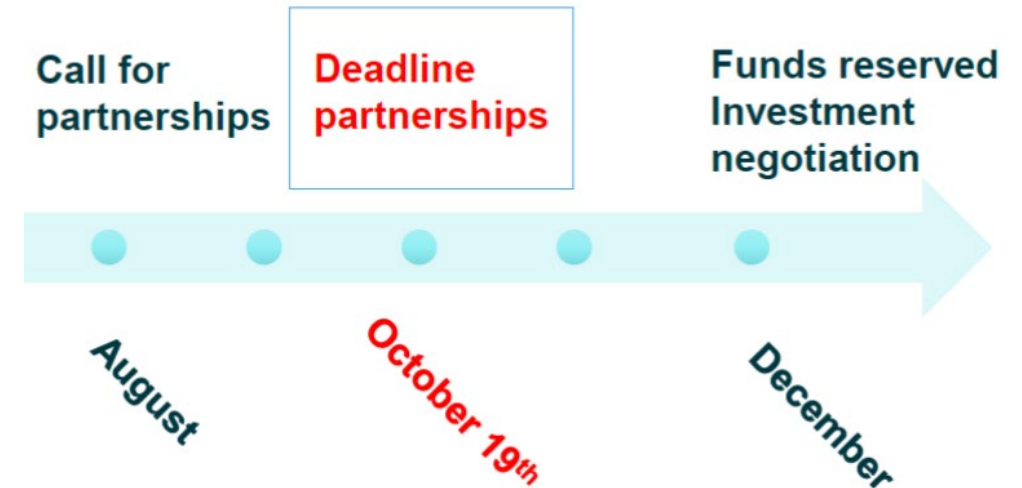 Call for
partnerships
Deadline
partnerships
Funds reserved
Investment
negotiation
August
October 19th
December